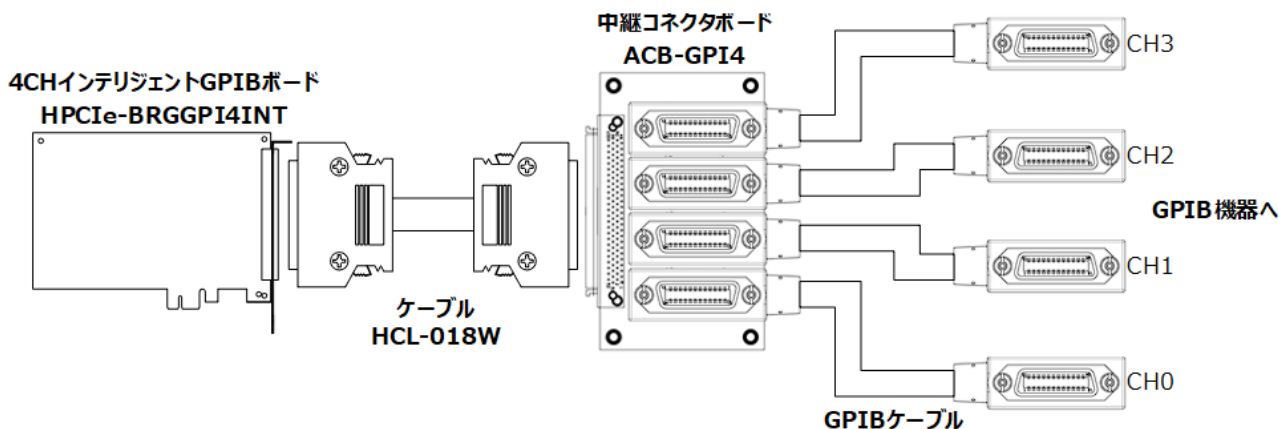 4CHインテリジェントGPIBボード
HPCIe-BRGGPI4INT
ケーブル
HCL-018W
中継コネクタボード
ACB-GPI4
CH3
CH2
CH1
CH0
GPIB機器へ
GPIBケーブル